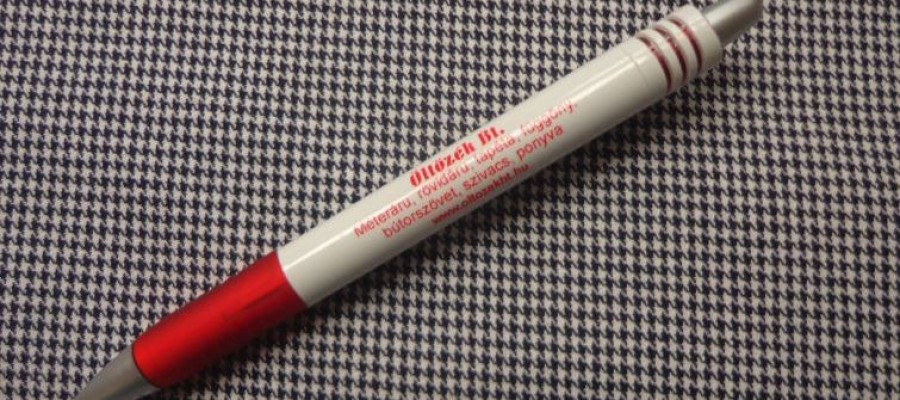 Öltözék Bt.
Méteráru, rövidáru, tapéta, függöny,
bútorszövet, szivacs, ponyva
www.oltozekbt.hu